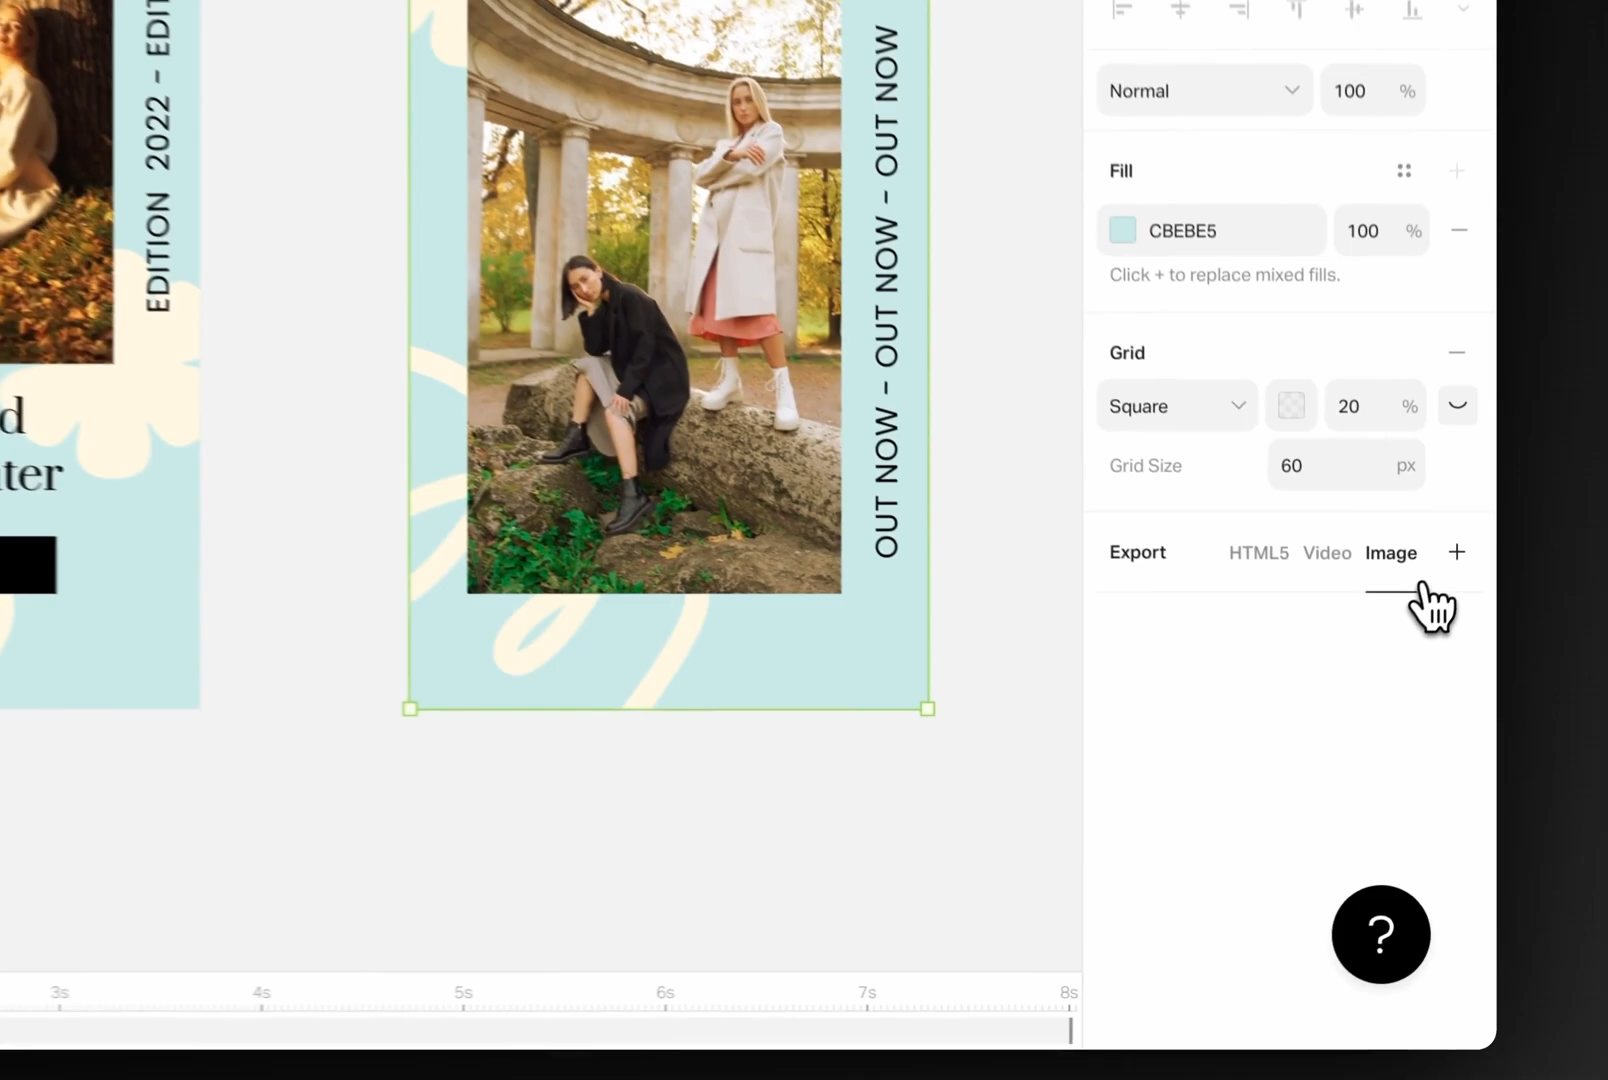 EDITION 2022 – EDIT
d
ter
OUT NOW – OUT NOW – OUT NOW
Normal
100 %
Fill
CBEBE5
100 %
Click + to replace mixed fills.
Grid
Square
20 %
Grid Size
60 px
Export
HTML5
Video
Image
?
3s
4s
5s
6s
7s
8s